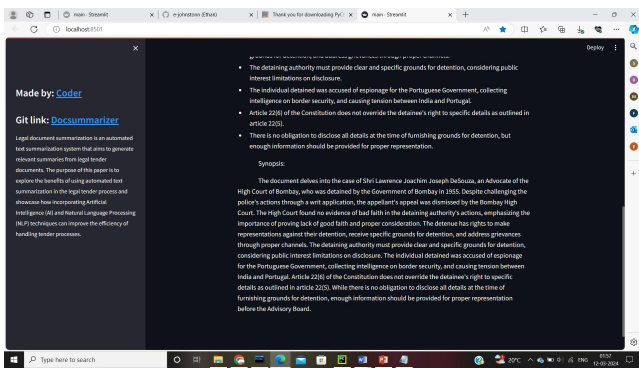 main · Streamlit
e-johnstonn (Ethan)
Thank you for downloading PyC
main · Streamlit
localhost:8501
Deploy
Made by: Coder
Git link: Docsummarizer
Legal document summarization is an automated
text summarization system that aims to generate
relevant summaries from legal tender
documents. The purpose of this paper is to
explore the benefits of using automated text
summarization in the legal tender process and
showcase how incorporating Artificial
Intelligence (AI) and Natural Language Processing
(NLP) techniques can improve the efficiency of
handling tender processes.
• The detaining authority must provide clear and specific grounds for detention, considering public
interest limitations on disclosure.
• The individual detained was accused of espionage for the Portuguese Government, collecting
intelligence on border security, and causing tension between India and Portugal.
• Article 22(6) of the Constitution does not override the detainee's right to specific details as outlined in
article 22(5).
• There is no obligation to disclose all details at the time of furnishing grounds for detention, but
enough information should be provided for proper representation.
Synopsis:
The document delves into the case of Shri Lawrence Joachim Joseph DeSouza, an Advocate of the
High Court of Bombay, who was detained by the Government of Bombay in 1955. Despite challenging the
police's actions through a writ application, the appellant's appeal was dismissed by the Bombay High
Court. The High Court found no evidence of bad faith in the detaining authority's actions, emphasizing the
importance of proving lack of good faith and proper consideration. The detenue has rights to make
representations against their detention, receive specific grounds for detention, and address grievances
through proper channels. The detaining authority must provide clear and specific grounds for detention,
considering public interest limitations on disclosure. The individual detained was accused of espionage
for the Portuguese Government, collecting intelligence on border security, and causing tension between
India and Portugal. Article 22(6) of the Constitution does not override the detainee's right to specific
details as outlined in article 22(5). While there is no obligation to disclose all details at the time of
furnishing grounds for detention, enough information should be provided for proper representation
before the Advisory Board.
Type here to search
20°C
ENG
01:57
12-03-2024